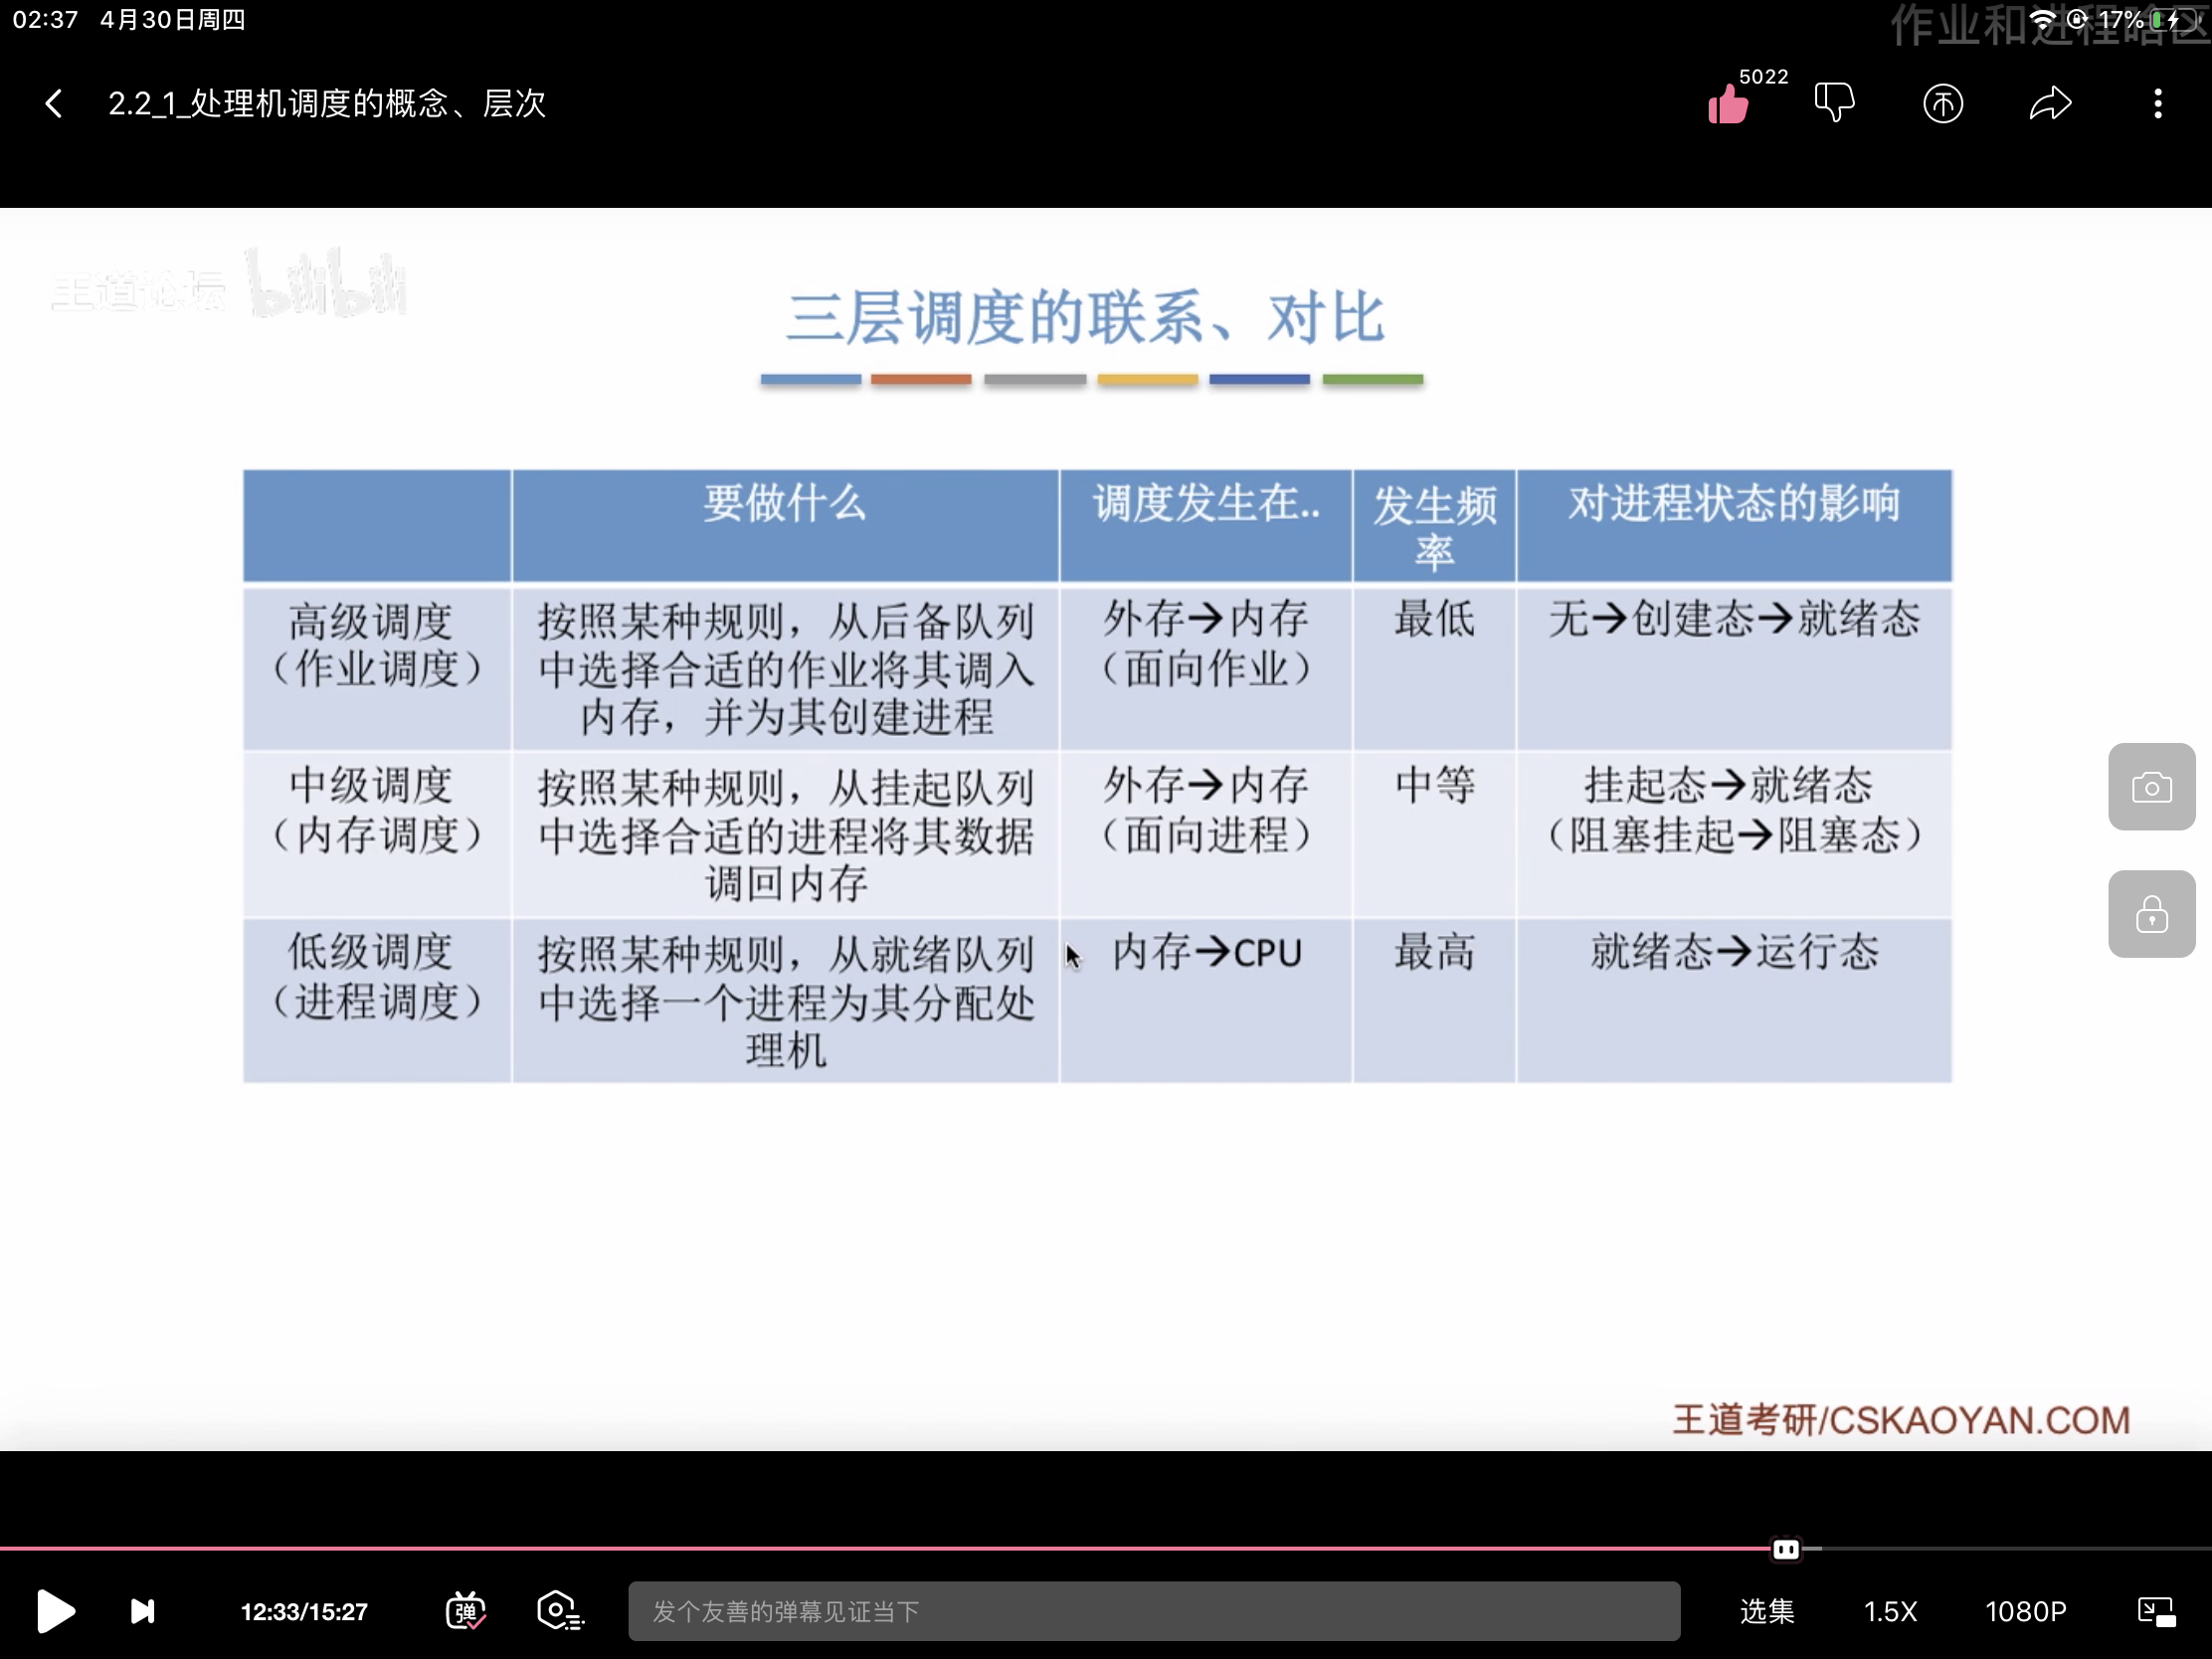 02:37 4月30日周四
作业和进程啥区
17%
2.2_1_处理机调度的概念、层次
5022
王道论坛 bilibili
三层调度的联系、对比
要做什么
调度发生在..
发生频
率
对进程状态的影响
高级调度
（作业调度）
按照某种规则，从后备队列
中选择合适的作业将其调入
内存，并为其创建进程
外存→内存
（面向作业）
最低
无→创建态→就绪态
中级调度
（内存调度）
按照某种规则，从挂起队列
中选择合适的进程将其数据
调回内存
外存→内存
（面向进程）
中等
挂起态→就绪态
（阻塞挂起→阻塞态）
低级调度
（进程调度）
按照某种规则，从就绪队列
中选择一个进程为其分配处
理机
内存→CPU
最高
就绪态→运行态
王道考研/CSKAOYAN.COM
12:33/15:27
弹
发个友善的弹幕见证当下
选集
1.5X
1080P